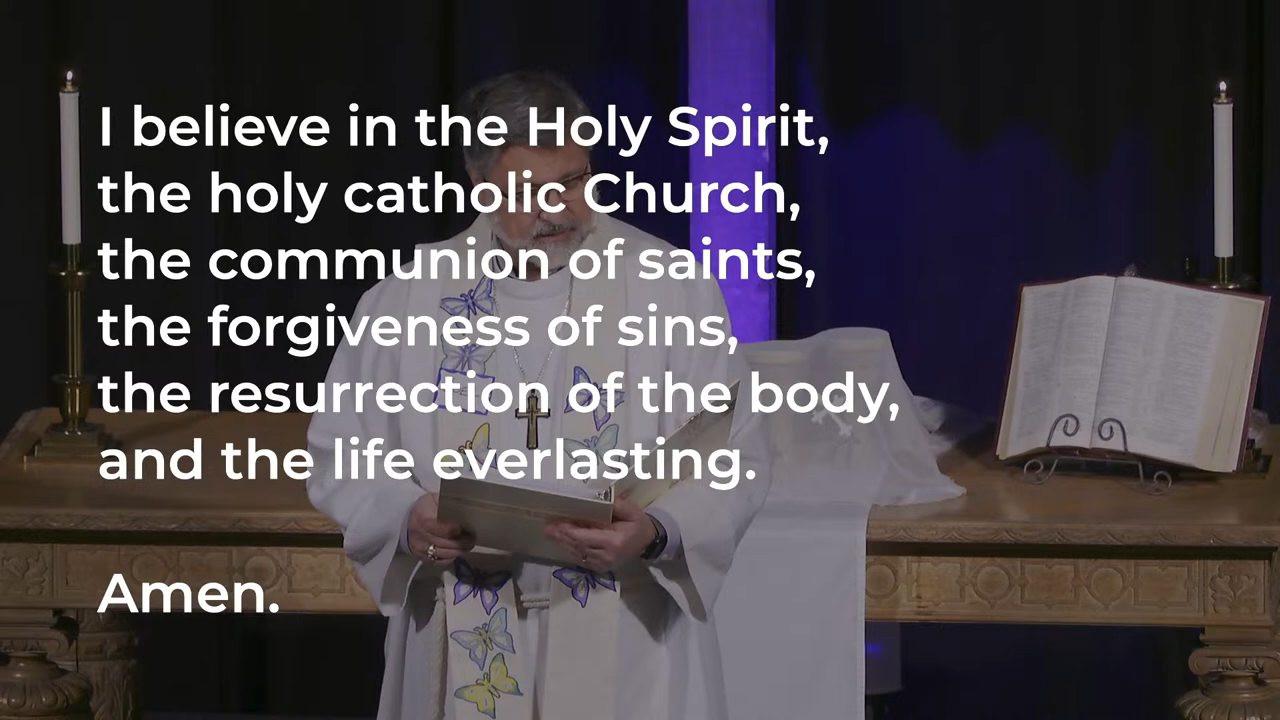 I believe in the Holy Spirit,
the holy catholic Church,
the communion of saints,
the forgiveness of sins,
the resurrection of the body,
and the life everlasting.
Amen.